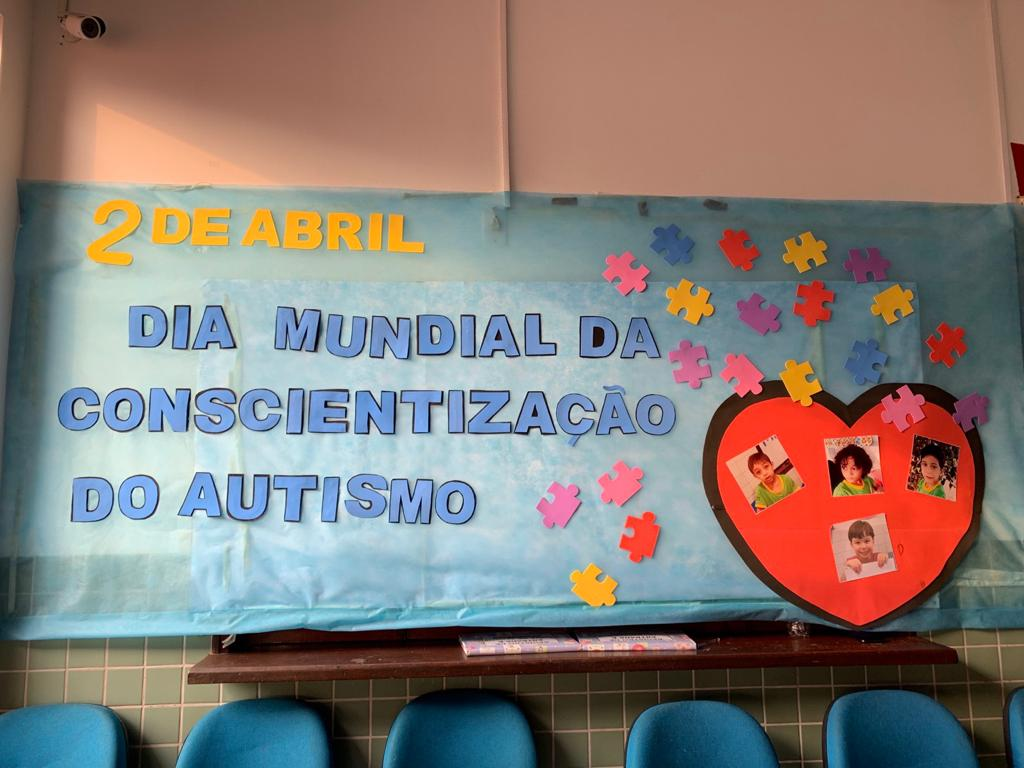 2 DE ABRIL
DIA MUNDIAL DA
CONSCIENTIZAÇÃO
DO AUTISMO